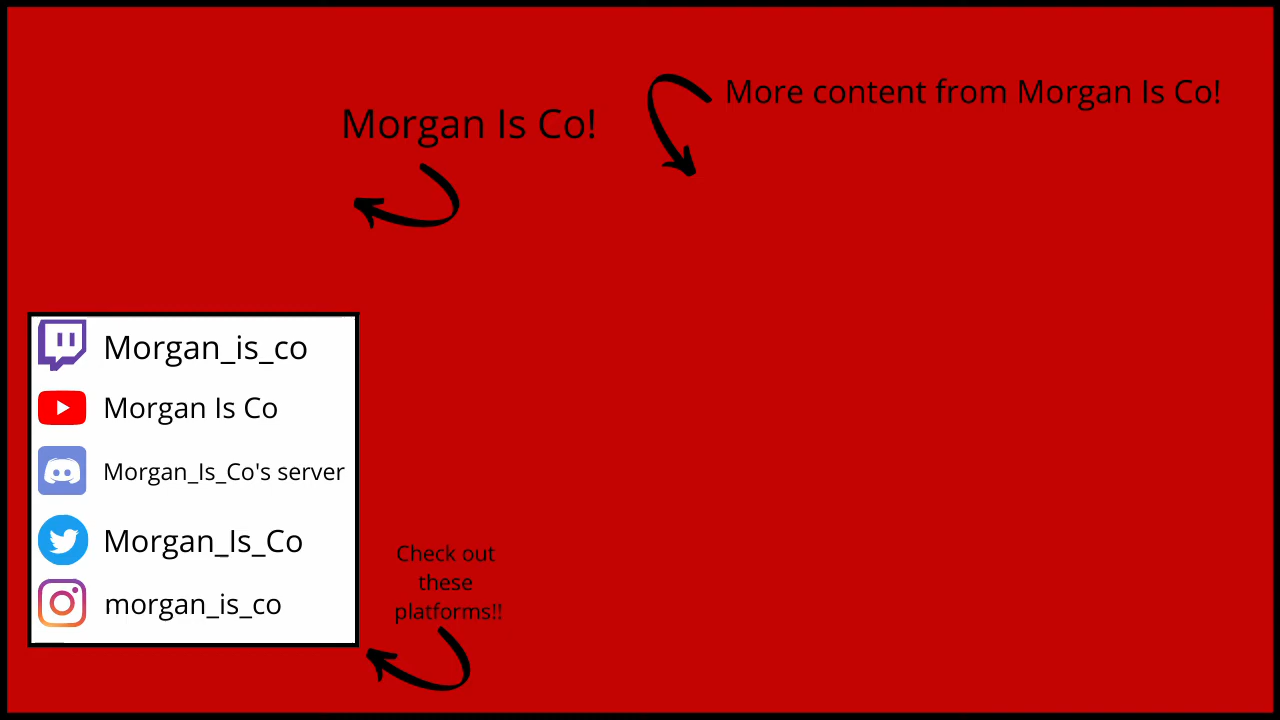 Morgan Is Co!
More content from Morgan Is Co!
Morgan_is_co
Morgan Is Co
Morgan_Is_Co's server
Morgan_Is_Co
morgan_is_co
Check out
these
platforms!!